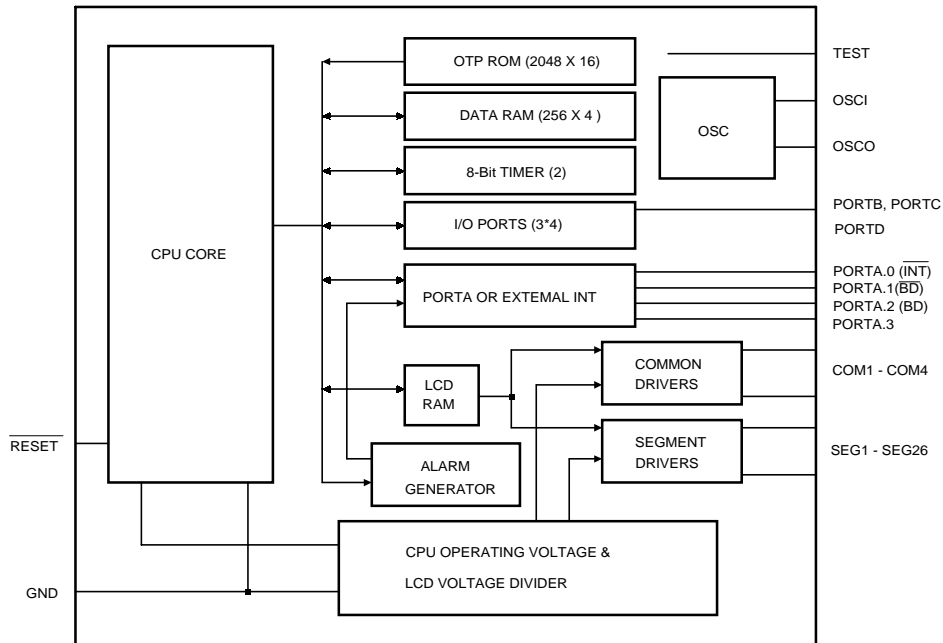 OTP ROM (2048 X 16)
TEST
DATA RAM (256 X 4 )
OSCI
OSC
OSCO
8-Bit TIMER (2)
PORTB, PORTC
I/O PORTS (3*4)
PORTD
CPU CORE
PORTA.0 (INT)
PORTA.1(BD)
PORTA OR EXTEMAL INT
PORTA.2 (BD)
PORTA.3
LCD
RAM
COMMON
DRIVERS
COM1 - COM4
RESET
ALARM
GENERATOR
SEGMENT
DRIVERS
SEG1 - SEG26
CPU OPERATING VOLTAGE &
LCD VOLTAGE DIVIDER
GND